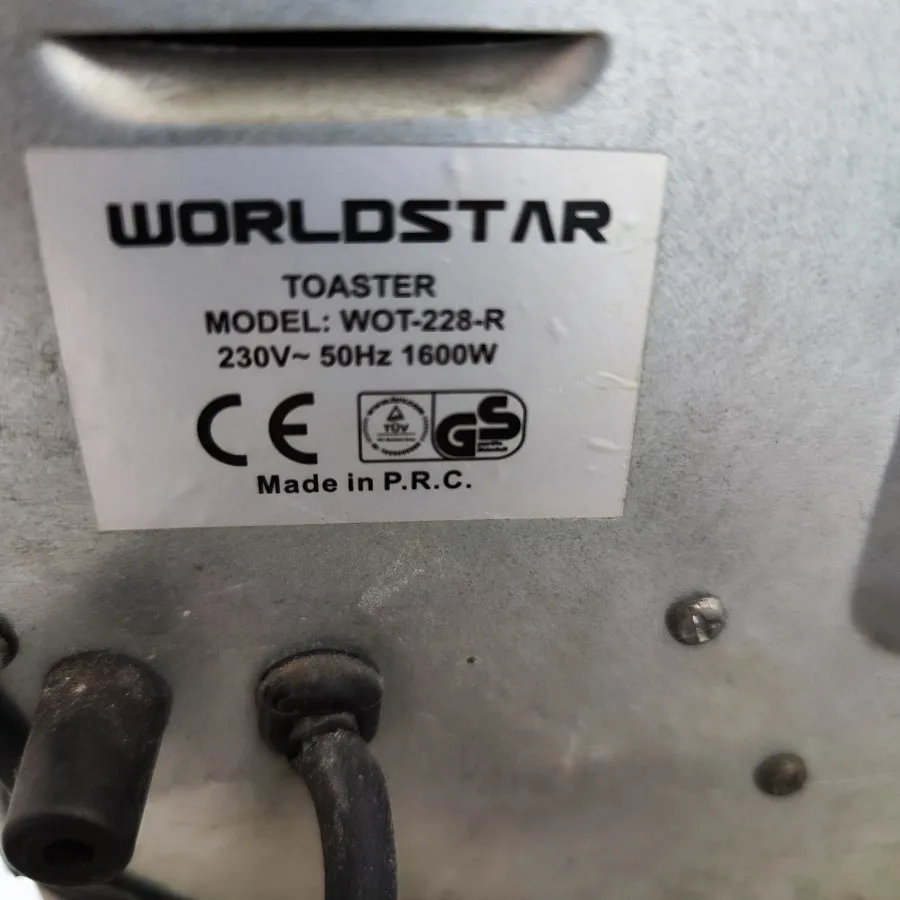 WORLDSTAR
TOASTER
MODEL: WOT-228-R
230V~ 50Hz 1600W
CE TÜV GS
Made in P.R.C.